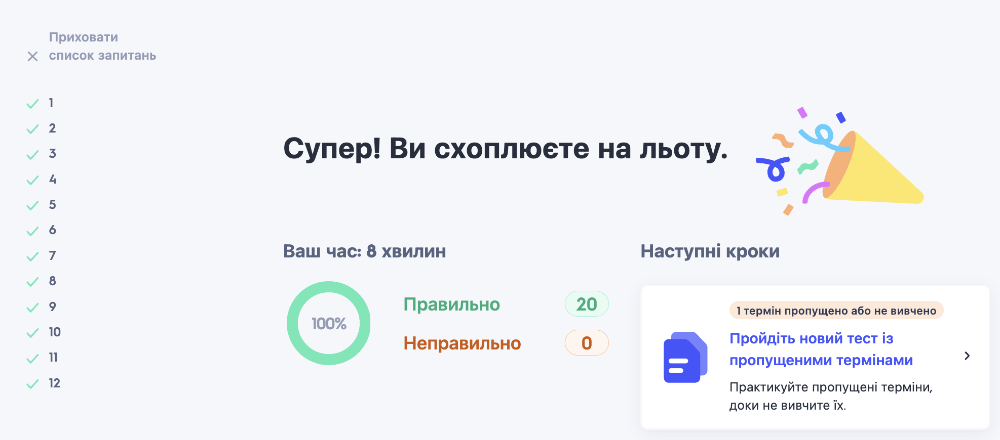 Приховати
список запитань
1
2
3
4
5
6
7
8
9
10
11
12
Супер! Ви схоплюєте на льоту.
Ваш час: 8 хвилин
100%
Правильно 20
Неправильно 0
Наступні кроки
1 термін пропущено або не вивчено
Пройдіть новий тест із
пропущеними термінами
Практикуйте пропущені терміни,
доки не вивчите їх.